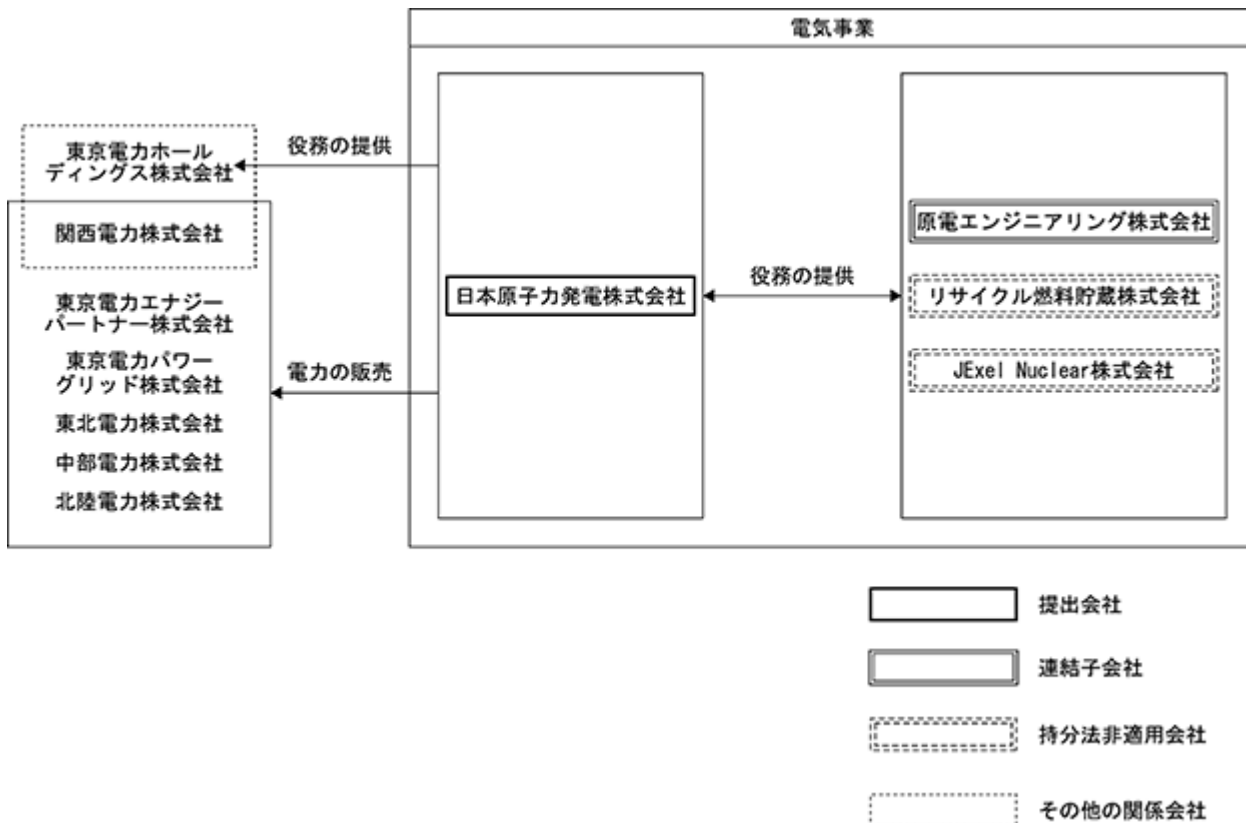 電気事業
東京電力ホール
ディングス株式会社
役務の提供
関西電力株式会社
東京電力エナジー
パートナー株式会社
東京電力パワー
グリッド株式会社
東北電力株式会社
中部電力株式会社
北陸電力株式会社
電力の販売
日本原子力発電株式会社
役務の提供
原電エンジニアリング株式会社
リサイクル燃料貯蔵株式会社
JExel Nuclear株式会社
提出会社
連結子会社
持分法非適用会社
その他の関係会社